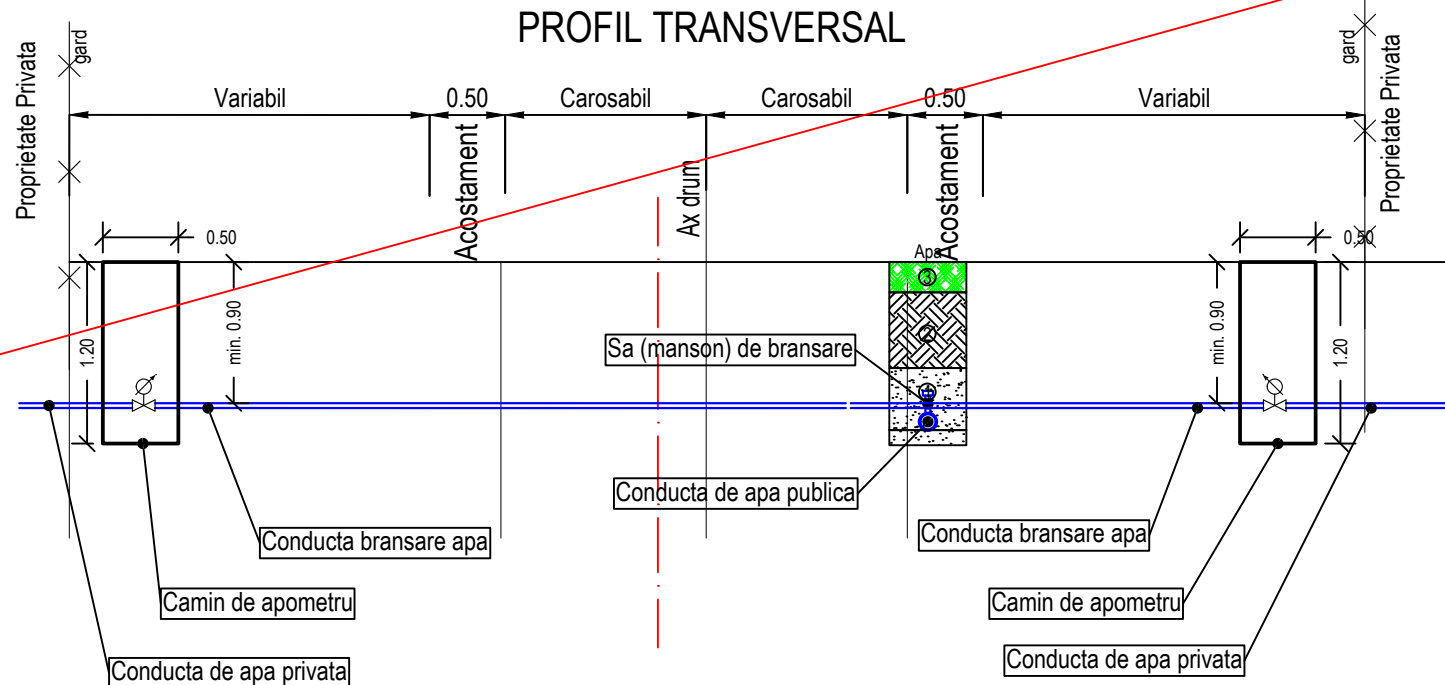 PROFIL TRANSVERSAL
Proprietate Privata
gard
Variabil
0.50
Carosabil
Carosabil
0.50
Variabil
gard
Proprietate Privata
Acostament
Ax drum
Acostament
0.50
Apa
0.50
3
1.20
min. 0.90
2
min. 0.90
1.20
Sa (manson) de bransare
1
Conducta de apa publica
Conducta bransare apa
Conducta bransare apa
Camin de apometru
Camin de apometru
Conducta de apa privata
Conducta de apa privata